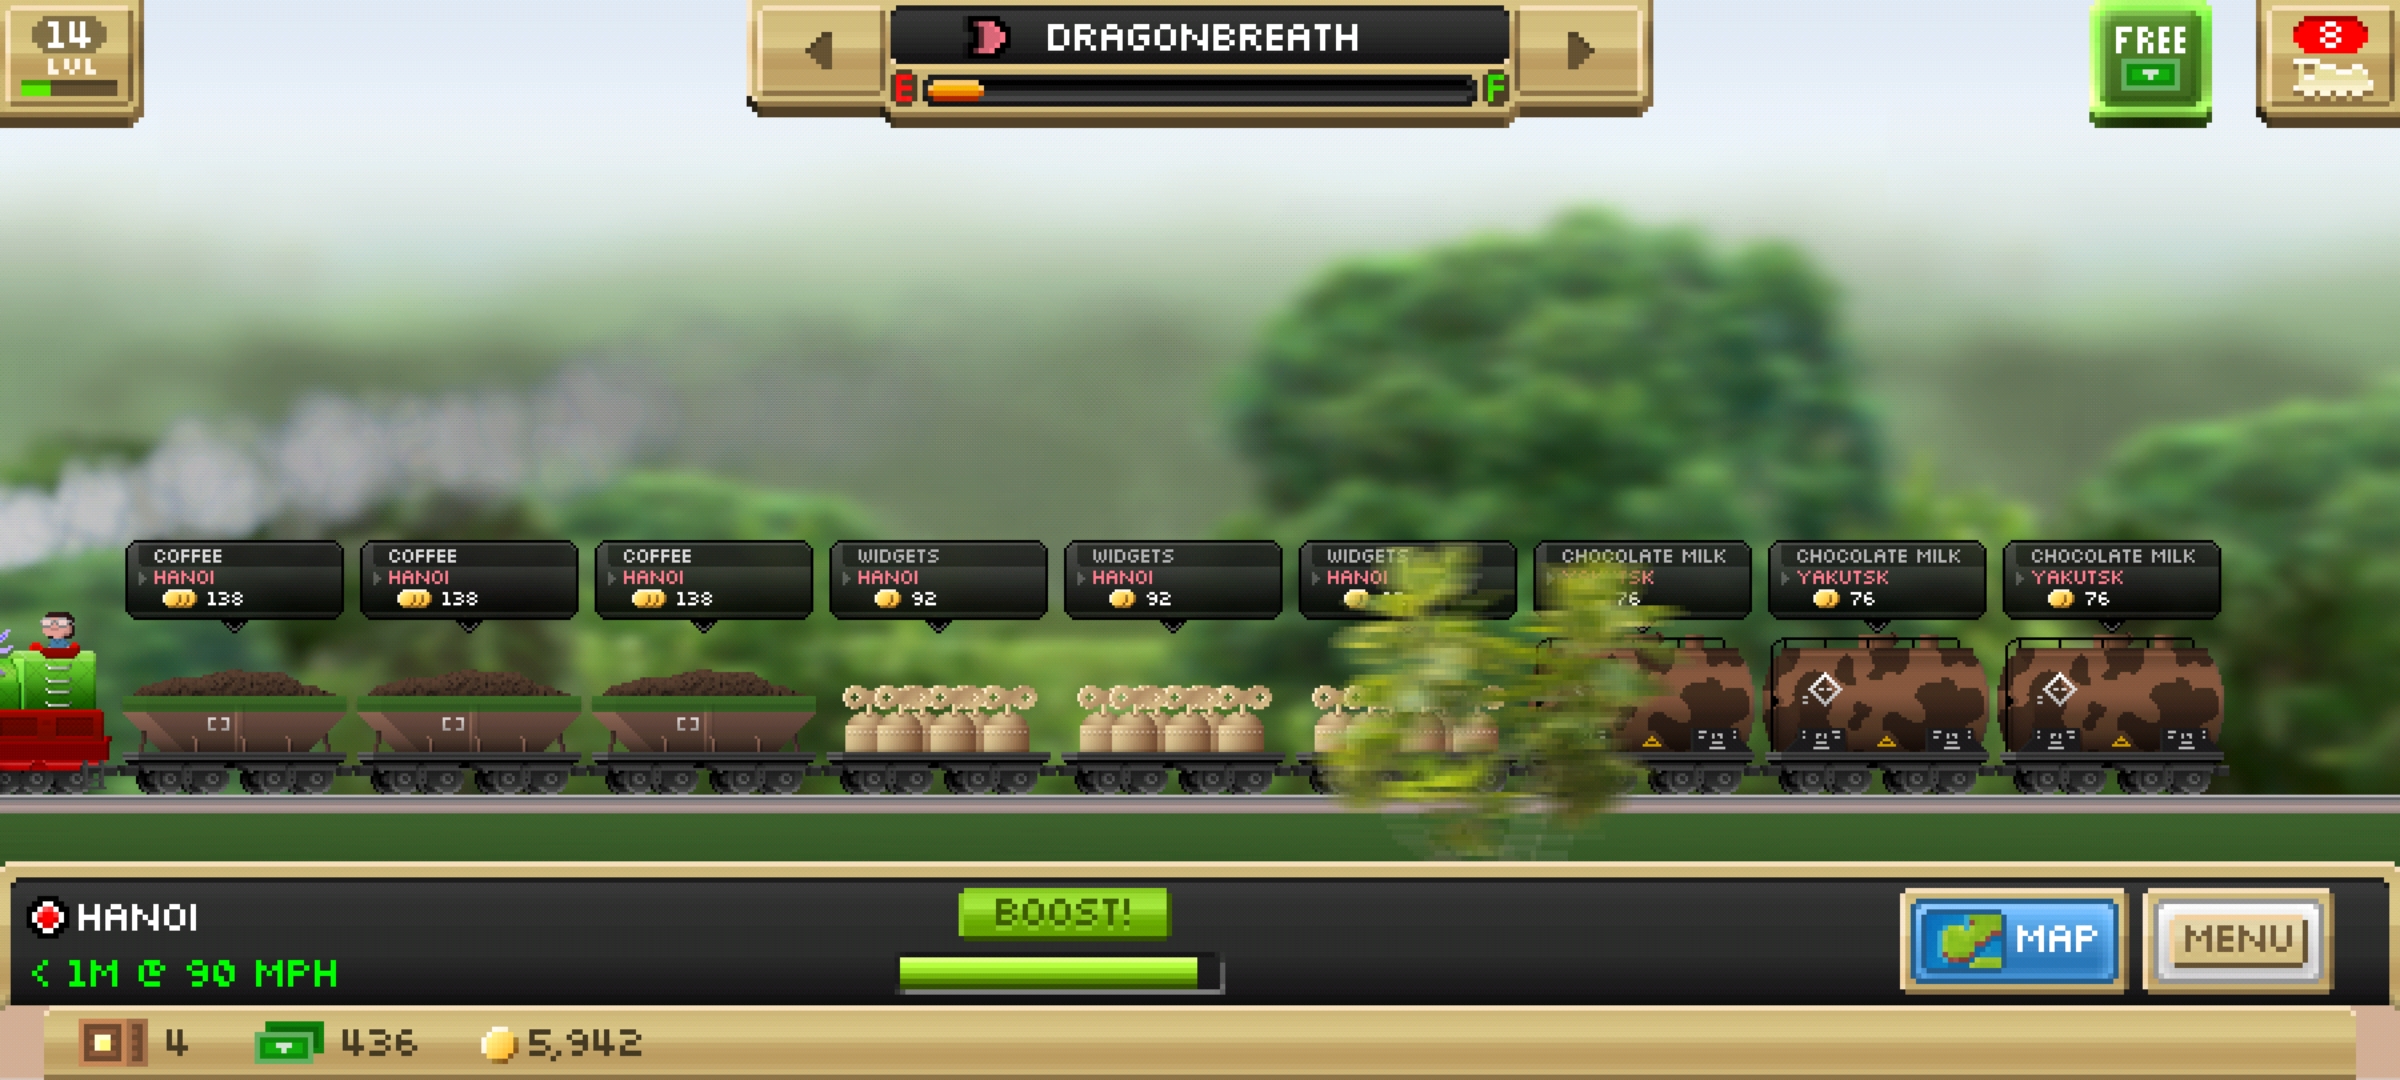 14
LVL
DRAGONBREATH
E
F
FREE
8
COFFEE
HANOI
138
COFFEE
HANOI
138
COFFEE
HANOI
138
WIDGETS
HANOI
92
WIDGETS
HANOI
92
WIDGETS
HANOI
CHOCOLATE MILK
76
CHOCOLATE MILK
YAKUTSK
76
CHOCOLATE MILK
YAKUTSK
76
HANOI
< 1M @ 90 MPH
BOOST!
MAP
MENU
4
436
5,942